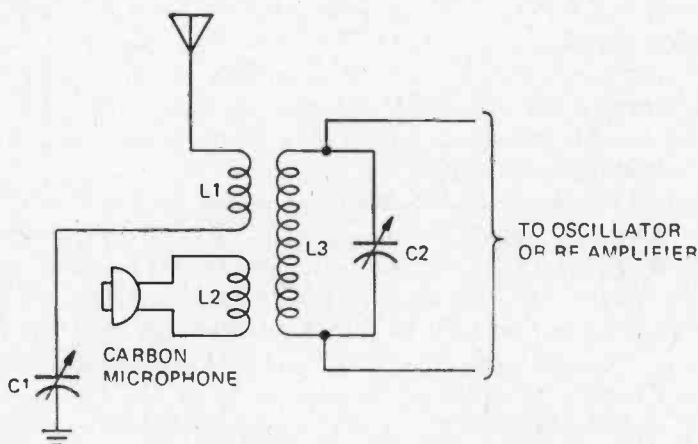 L1
L3
C2
TO OSCILLATOR
OR RF AMPLIFIER
L2
CARBON
MICROPHONE
C1